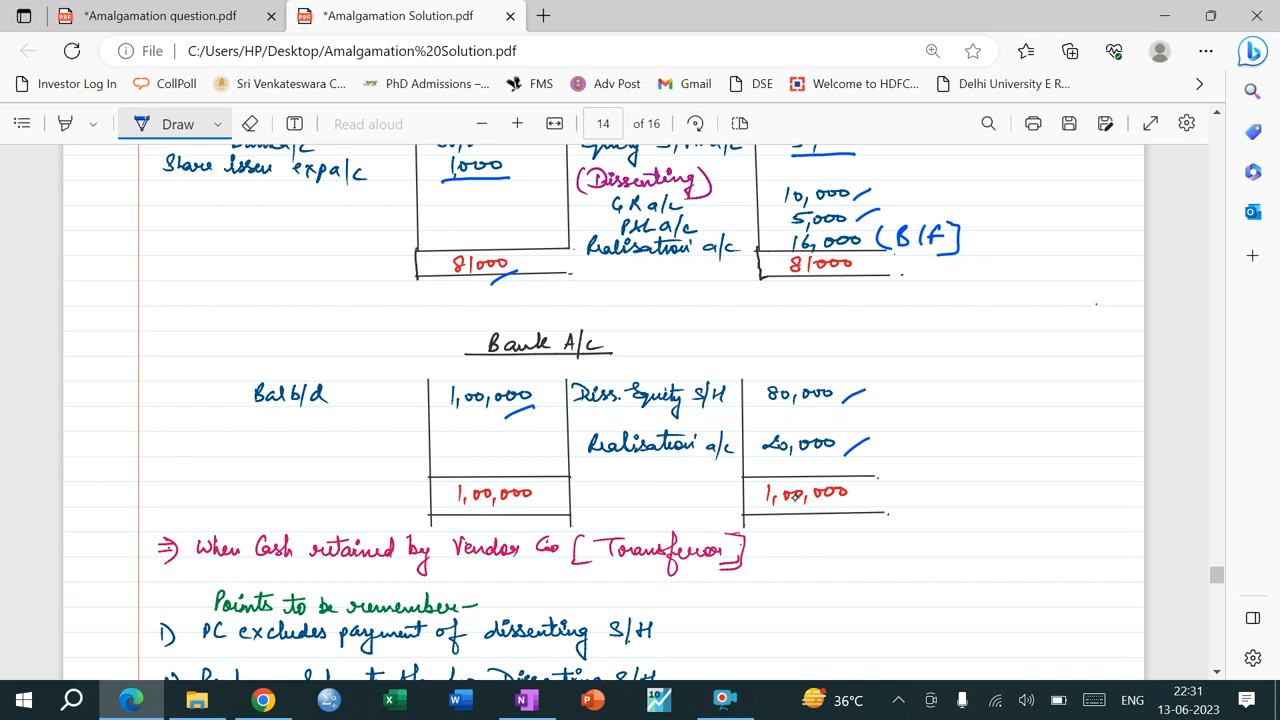 *Amalgamation question.pdf
*Amalgamation Solution.pdf
File C:/Users/HP/Desktop/Amalgamation%20Solution.pdf
Investor Log In CollPoll Sri Venkateswara C... PhD Admissions –... FMS Adv Post Gmail DSE Welcome to HDFC... Delhi University E R...
Draw Read aloud 14 of 16
Share Issue exp a/c 1,000 (Dissenting)
10,000
GR a/c 5,000
P&L a/c 16,000 (B/f]
Realisation a/c
81000 81000
Bank A/c
Bal b/d 1,00,000 Diss. Equity S/H 80,000
Realisation a/c 20,000
1,00,000 1,00,000
⇒ When Cash retained by Vendor Co [Transferror]
Points to be remember–
1) PC excludes payment of dissenting S/H
36°C ENG 22:31
13-06-2023